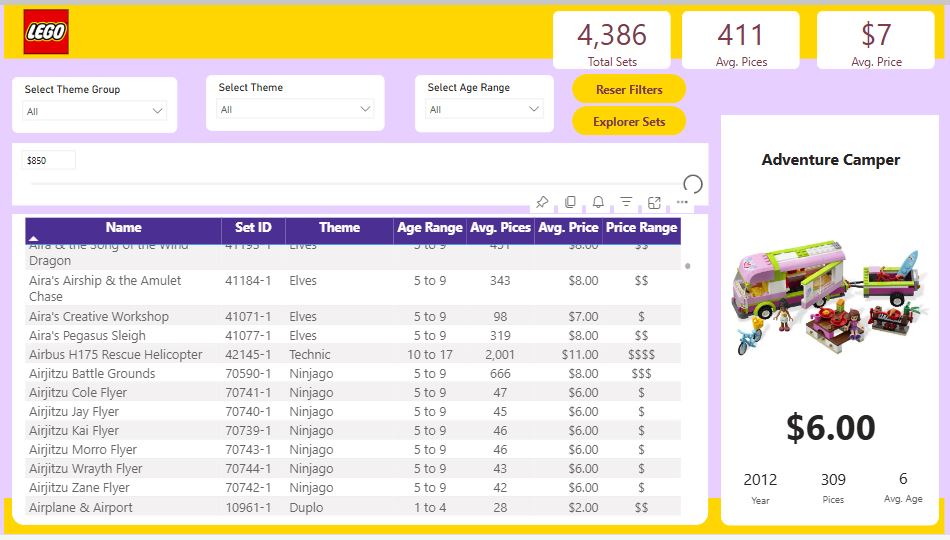 LEGO
4,386
Total Sets
411
Avg. Pices
$7
Avg. Price
Select Theme Group
All
Select Theme
All
Select Age Range
All
Reser Filters
Explorer Sets
$850
Name Set ID Theme Age Range Avg. Pices Avg. Price Price Range
Aira & the Song of the Wind 41193-1 Elves 5 to 9 451 $8.00 $$
Dragon
Aira's Airship & the Amulet 41184-1 Elves 5 to 9 343 $8.00 $$
Chase
Aira's Creative Workshop 41071-1 Elves 5 to 9 98 $7.00 $
Aira's Pegasus Sleigh 41077-1 Elves 5 to 9 319 $8.00 $$
Airbus H175 Rescue Helicopter 42145-1 Technic 10 to 17 2,001 $11.00 $$$$
Airjitzu Battle Grounds 70590-1 Ninjago 5 to 9 666 $8.00 $$$
Airjitzu Cole Flyer 70741-1 Ninjago 5 to 9 47 $6.00 $
Airjitzu Jay Flyer 70740-1 Ninjago 5 to 9 45 $6.00 $
Airjitzu Kai Flyer 70739-1 Ninjago 5 to 9 46 $6.00 $
Airjitzu Morro Flyer 70743-1 Ninjago 5 to 9 46 $6.00 $
Airjitzu Wrayth Flyer 70744-1 Ninjago 5 to 9 43 $6.00 $
Airjitzu Zane Flyer 70742-1 Ninjago 5 to 9 42 $6.00 $
Airplane & Airport 10961-1 Duplo 1 to 4 28 $2.00 $$
Adventure Camper
$6.00
2012
Year
309
Pices
6
Avg. Age